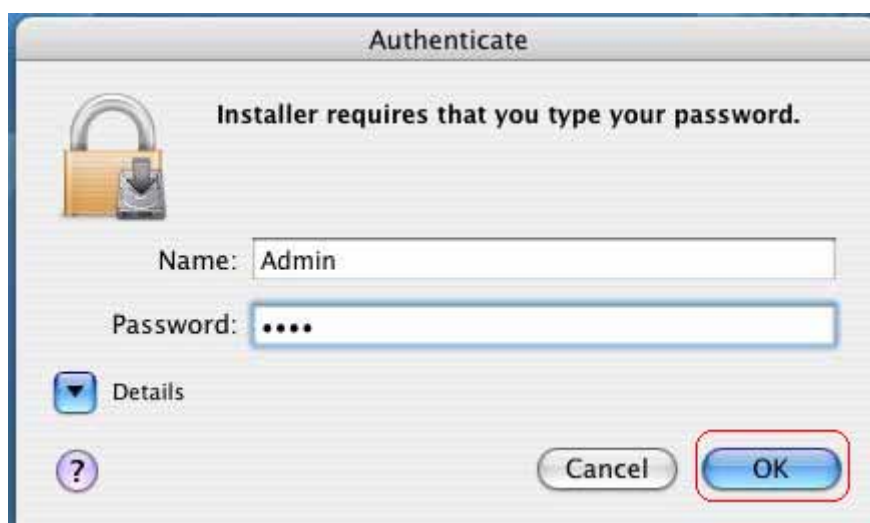 Authenticate
Installer requires that you type your password.
Name: Admin
Password: ••••
Details
?
Cancel OK